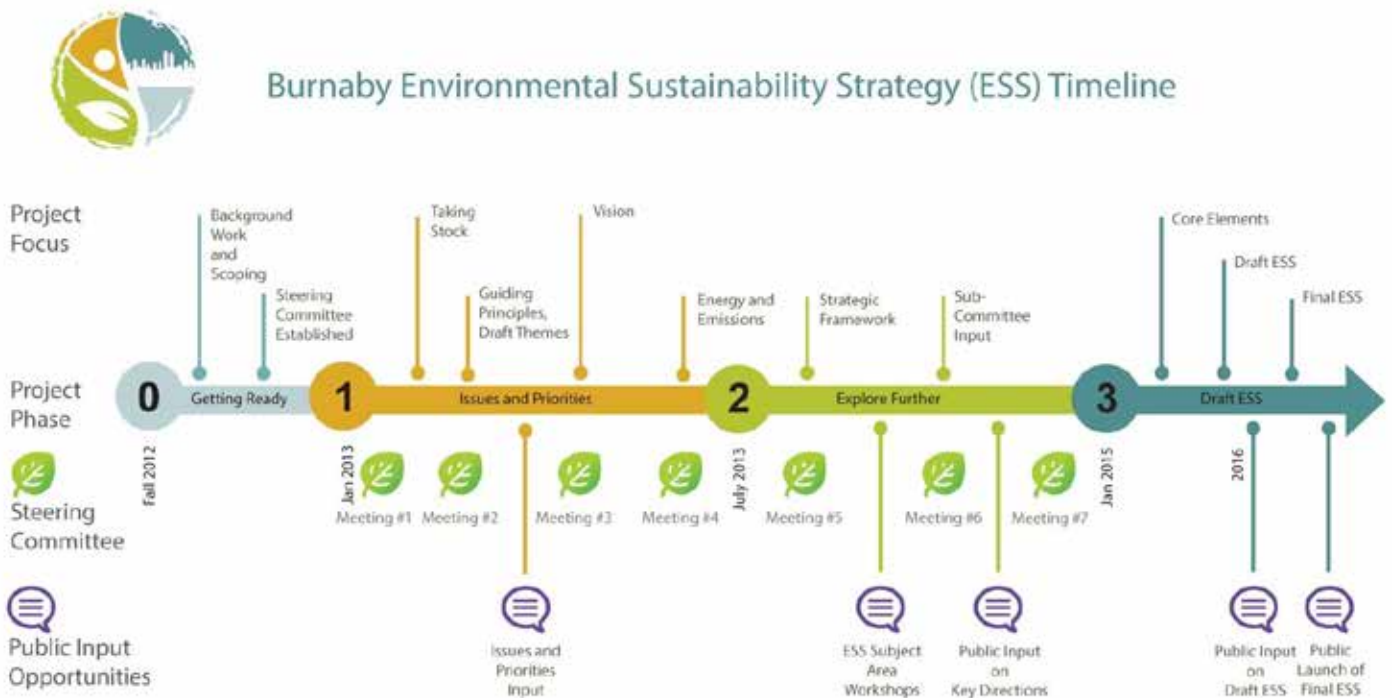 Burnaby Environmental Sustainability Strategy (ESS) Timeline
Project
Focus
Background
Work
and
Scoping
Steering
Committee
Established
Taking
Stock
Guiding
Principles,
Draft Themes
Vision
Energy and
Emissions
Strategic
Framework
Sub-
Committee
Input
Core Elements
Draft ESS
Final ESS
Project
Phase
0
Getting Ready
1
Issues and Priorities
2
Explore Further
3
Draft ESS
Fall 2012
Jan 2013
July 2013
Jan 2015
2016
Steering
Committee
Meeting #1
Meeting #2
Meeting #3
Meeting #4
Meeting #5
Meeting #6
Meeting #7
Public Input
Opportunities
Issues and
Priorities
Input
ESS Subject
Area
Workshops
Public Input
on
Key Directions
Public Input
on
Draft ESS
Public
Launch of
Final ESS